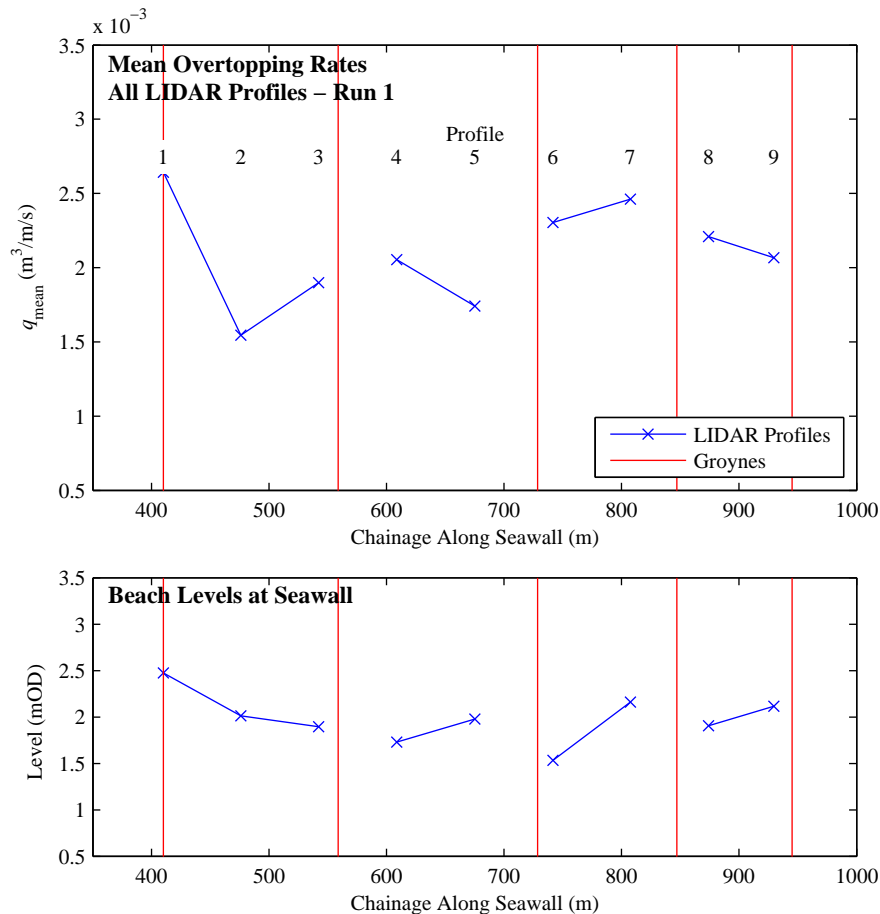 x 10⁻³
3.5
3
2.5
2
1.5
1
0.5
q_mean (m³/m/s)
Mean Overtopping Rates
All LIDAR Profiles – Run 1
Profile
1 2 3 4 5 6 7 8 9
LIDAR Profiles
Groynes
400 500 600 700 800 900 1000
Chainage Along Seawall (m)
3.5
3
2.5
2
1.5
1
0.5
Level (mOD)
Beach Levels at Seawall
400 500 600 700 800 900 1000
Chainage Along Seawall (m)